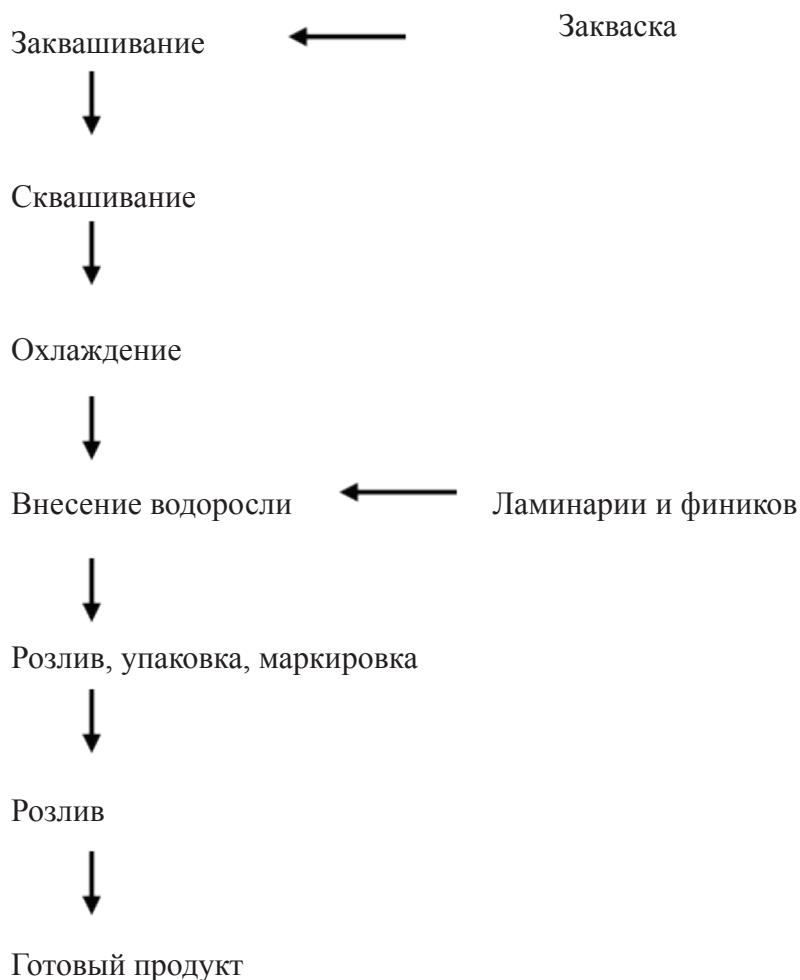 Заквашивание
Закваска
Сквашивание
Охлаждение
Внесение водоросли
Ламинарии и фиников
Розлив, упаковка, маркировка
Розлив
Готовый продукт